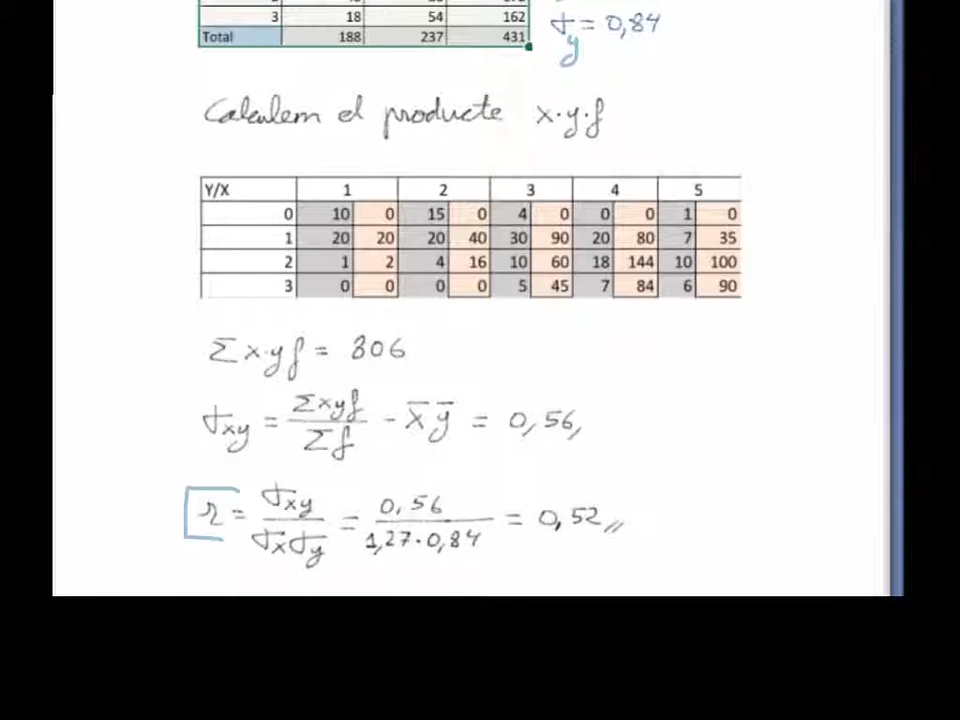 3 18 54 162
Total 188 237 431
σy = 0,84
Calculem el producte x·y·f
Y/X 1 2 3 4 5
0 10 0 15 0 4 0 0 0 1 0
1 20 20 20 40 30 90 20 80 7 35
2 1 2 4 16 10 60 18 144 10 100
3 0 0 0 0 5 45 7 84 6 90
Σx·yf = 806
σxy = Σxyf / Σf - x̄ ȳ = 0,56,
r = σxy / σxσy = 0,56 / 1,27·0,84 = 0,52,,